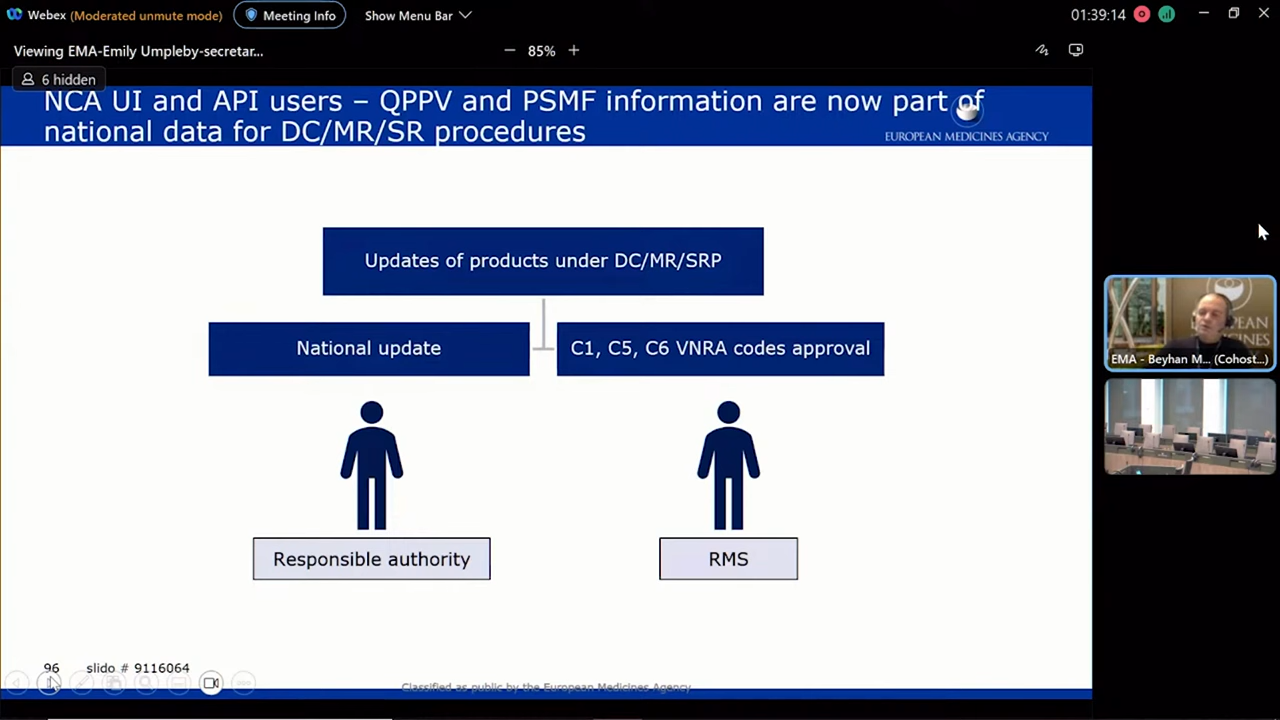 Webex (Moderated unmute mode) Meeting Info Show Menu Bar 01:39:14
Viewing EMA-Emily Umpleby-secretar... 85%
6 hidden
NCA UI and API users – QPPV and PSMF information are now part of
national data for DC/MR/SR procedures
EUROPEAN MEDICINES AGENCY
Updates of products under DC/MR/SRP
National update
C1, C5, C6 VNRA codes approval
Responsible authority
RMS
EMA - Beyhan M... (Cohost...)
96 slido # 9116064
Classified as public by the European Medicines Agency